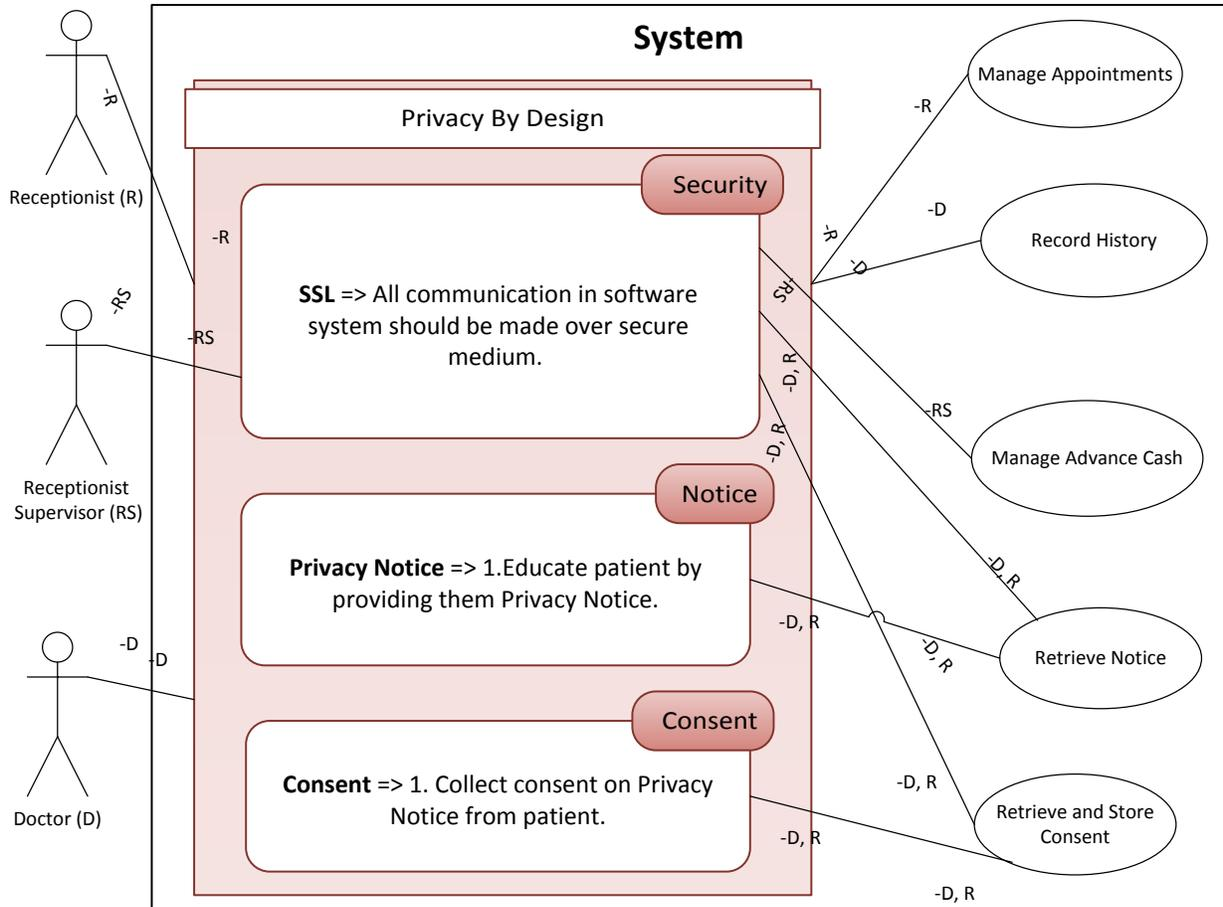 System
Receptionist (R)
Receptionist
Supervisor (RS)
Doctor (D)
-R
-R
-RS
-RS
-D
-D
Privacy By Design
Security
SSL => All communication in software
system should be made over secure
medium.
Notice
Privacy Notice => 1.Educate patient by
providing them Privacy Notice.
Consent
Consent => 1. Collect consent on Privacy
Notice from patient.
-R
-R
-D
-D
-RS
-RS
-D, R
-D, R
-D, R
-D, R
-D, R
-D, R
-D, R
-D, R
Manage Appointments
Record History
Manage Advance Cash
Retrieve Notice
Retrieve and Store
Consent